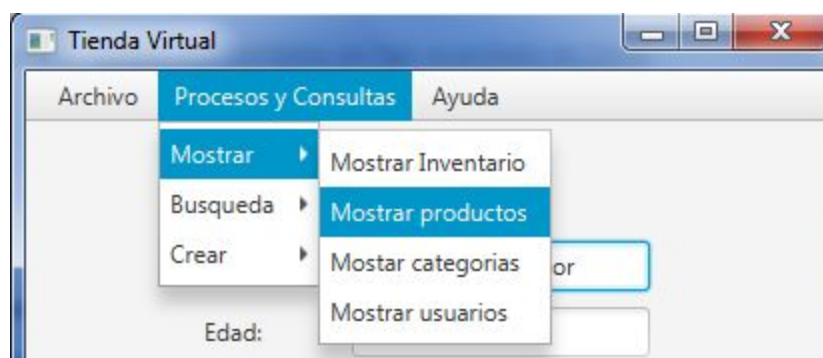 Tienda Virtual
Archivo Procesos y Consultas Ayuda
Mostrar
Busqueda
Crear
Mostrar Inventario
Mostrar productos
Mostar categorias
Mostrar usuarios
or
Edad: